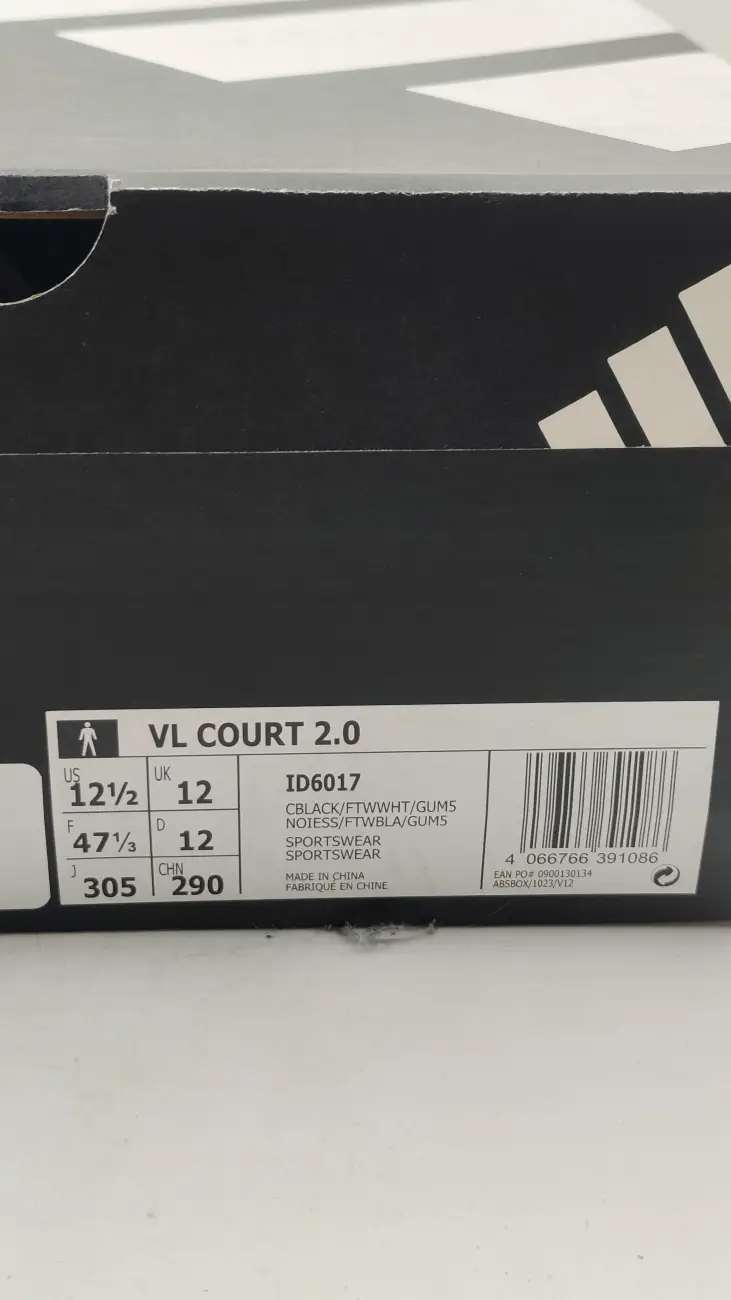 VL COURT 2.0
US 12½ UK 12
F 47⅓ D 12
J 305 CHN 290
ID6017
CBLACK/FTWWHT/GUM5
NOIESS/FTWBLA/GUM5
SPORTSWEAR
SPORTSWEAR
MADE IN CHINA
FABRIQUÉ EN CHINE
4 066766 391086
EAN PO# 0900130134
ABSBOX/1023/V12